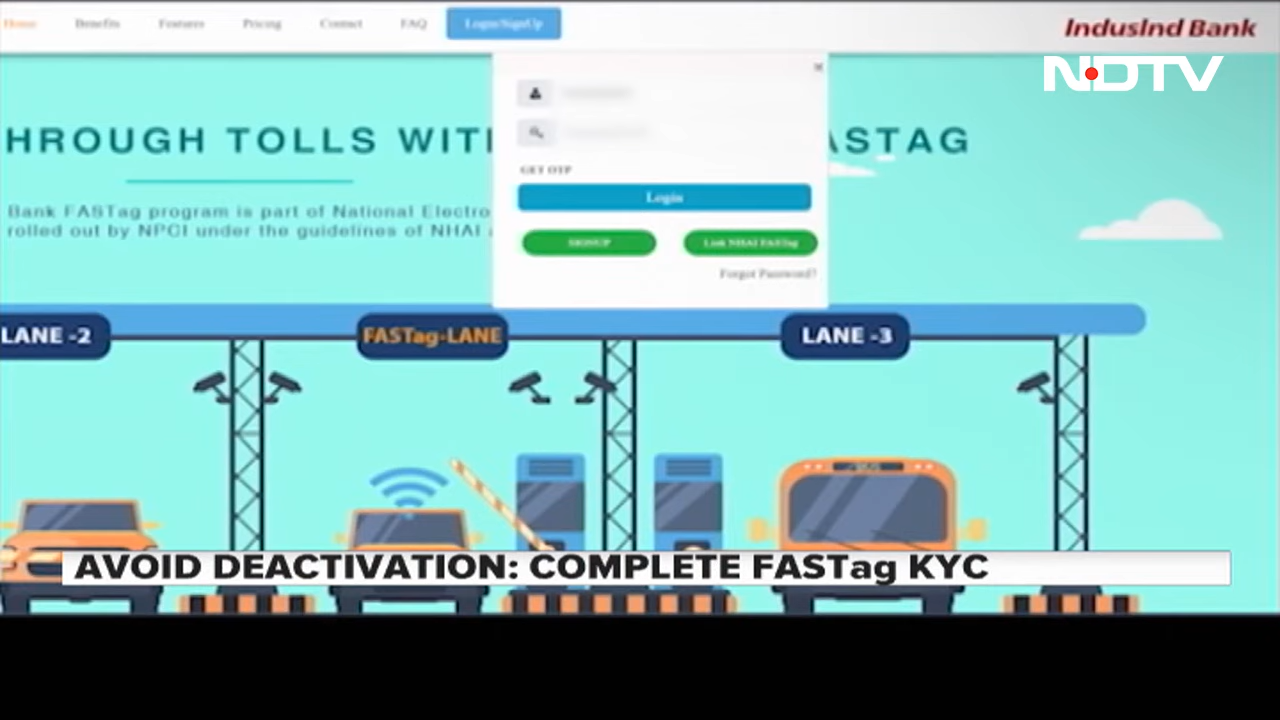 Home Benefits Features Pricing Contact FAQ Login/SignUp
IndusInd Bank
NDTV
HROUGH TOLLS WIT
ASTAG
GET OTP
Bank FASTag program is part of National Electro
rolled out by NPCI under the guidelines of NHAI
Login
SIGNUP Link NHAI FASTag
Forgot Password?
LANE -2 FASTag-LANE LANE -3
BUS
AVOID DEACTIVATION: COMPLETE FASTag KYC